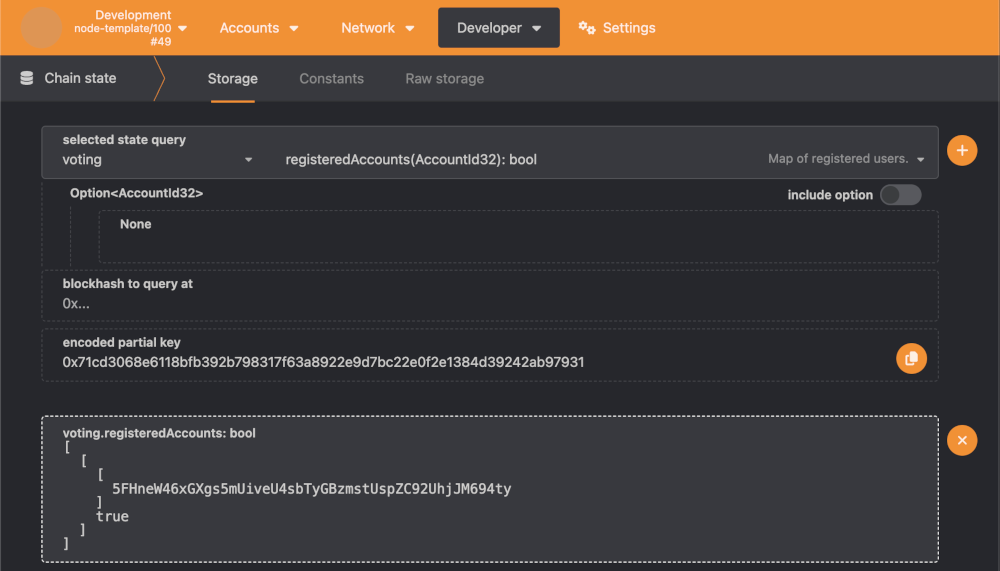 Development
node-template/100
#49
Accounts
Network
Developer
Settings
Chain state
Storage
Constants
Raw storage
selected state query
voting
registeredAccounts(AccountId32): bool
Map of registered users.
Option<AccountId32>
include option
None
blockhash to query at
0x...
encoded partial key
0x71cd3068e6118bfb392b798317f63a8922e9d7bc22e0f2e1384d39242ab97931
voting.registeredAccounts: bool
[
[
[
5FHneW46xGXgs5mUiveU4sbTyGBzmstUspZC92UhjJM694ty
]
true
]
]